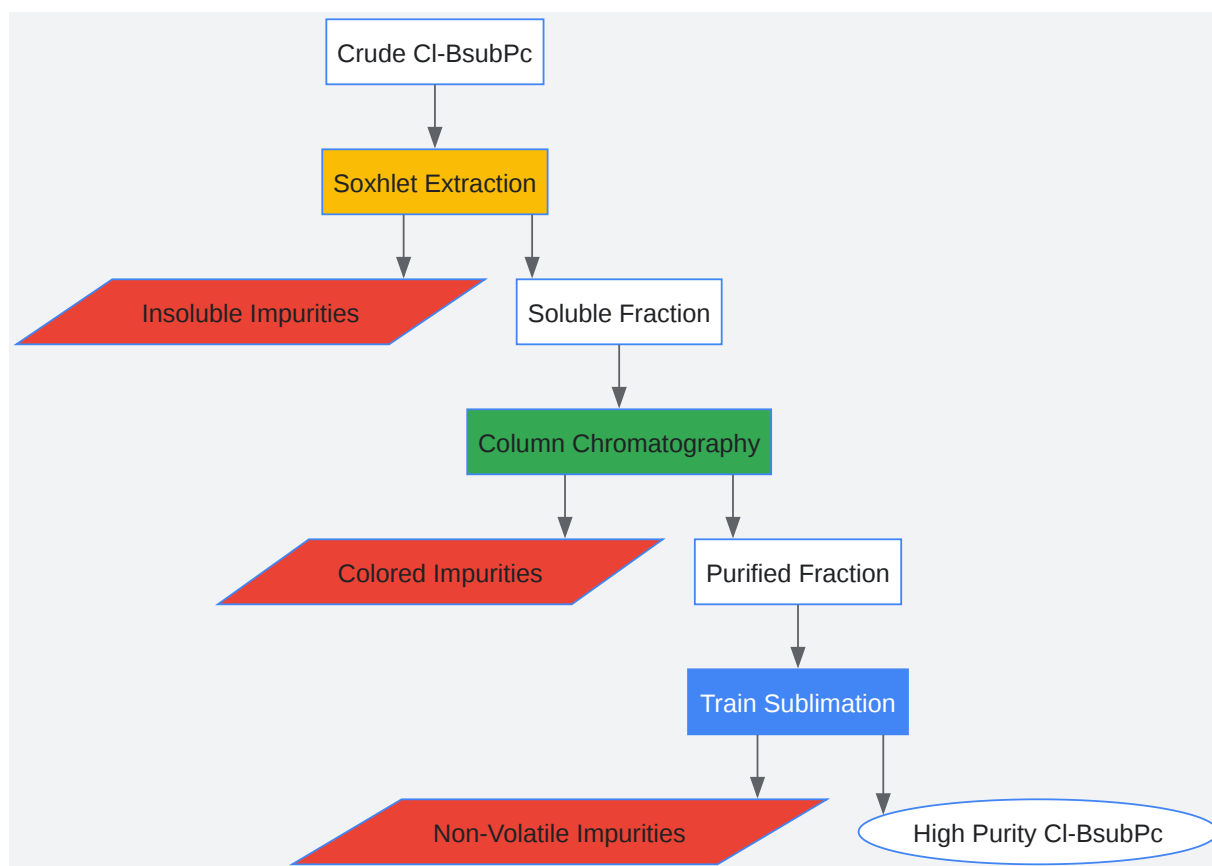 Crude Cl-BsubPc
Soxhlet Extraction
Insoluble Impurities
Soluble Fraction
Column Chromatography
Colored Impurities
Purified Fraction
Train Sublimation
Non-Volatile Impurities
High Purity Cl-BsubPc